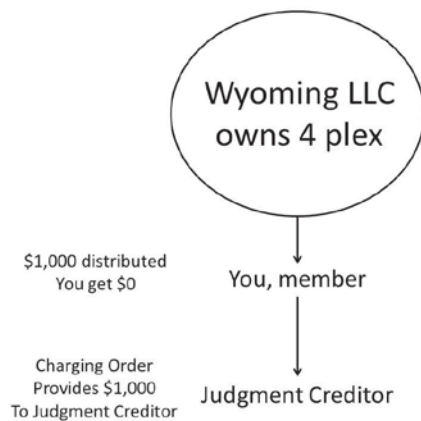 Wyoming LLC
owns 4 plex
$1,000 distributed
You get $0
You, member
Charging Order
Provides $1,000
To Judgment Creditor
Judgment Creditor